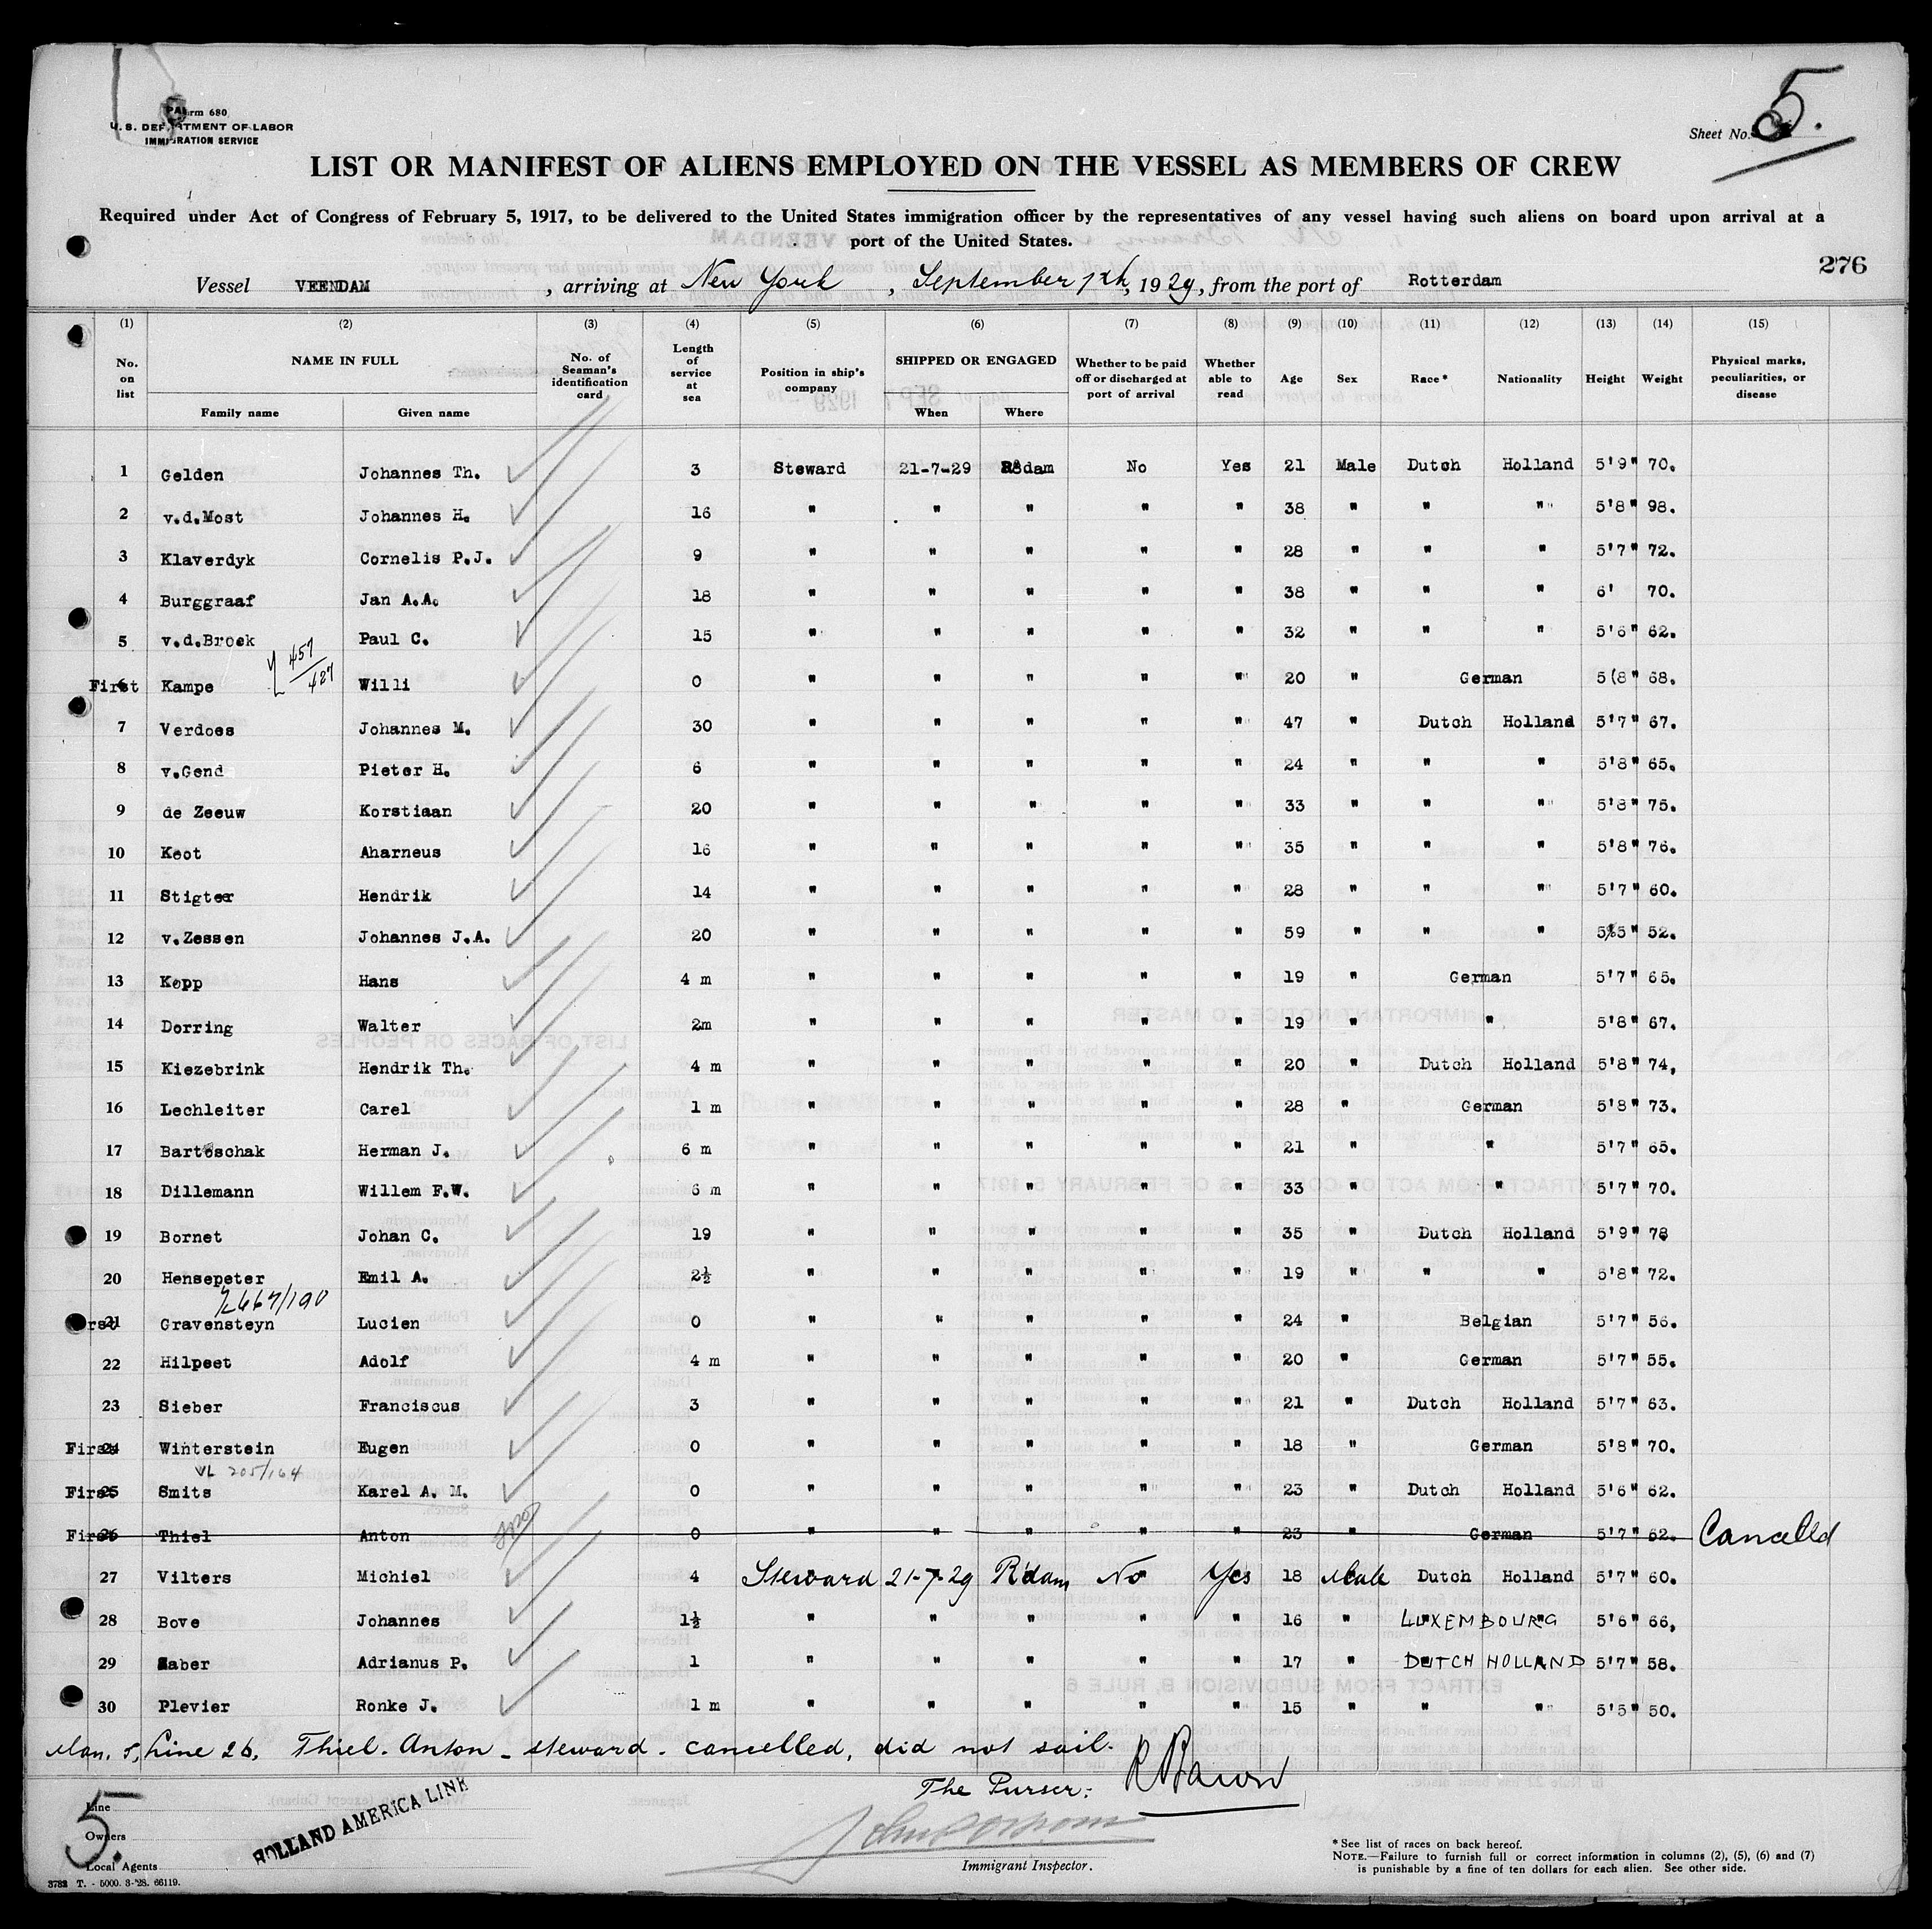 Form 680
U. S. DEPARTMENT OF LABOR
IMMIGRATION SERVICE
Sheet No. 5.
LIST OR MANIFEST OF ALIENS EMPLOYED ON THE VESSEL AS MEMBERS OF CREW
Required under Act of Congress of February 5, 1917, to be delivered to the United States immigration officer by the representatives of any vessel having such aliens on board upon arrival at a
port of the United States.
276
Vessel VEENDAM, arriving at New York, September 7th, 1929, from the port of Rotterdam
(1) (2) (3) (4) (5) (6) (7) (8) (9) (10) (11) (12) (13) (14) (15)
No. on list NAME IN FULL Family name Given name No. of Seaman's identification card Length of service at sea Position in ship's company SHIPPED OR ENGAGED When Where Whether to be paid off or discharged at port of arrival Whether able to read Age Sex Race* Nationality Height Weight Physical marks, peculiarities, or disease
1 Gelden Johannes Th. 3 Steward 21-7-29 R'dam No Yes 21 Male Dutch Holland 5'9" 70.
2 v.d.Most Johannes H. 16 " " " " " 38 " " " 5'8" 98.
3 Klaverdyk Cornelis P.J. 9 " " " " " 28 " " " 5'7" 72.
4 Burggraaf Jan A.A. 18 " " " " " 38 " " " 6' 70.
5 v.d.Broek Paul C. 15 " " " " " 32 " " " 5'6" 62.
457/427
First 6 Kampe Willi 0 " " " " " 20 " German 5(8" 68.
7 Verdoes Johannes M. 30 " " " " " 47 " Dutch Holland 5'7" 67.
8 v.Gend Pieter H. 6 " " " " " 24 " " " 5'8" 65.
9 de Zeeuw Korstiaan 20 " " " " " 33 " " " 5'8" 75.
10 Koot Aharneus 16 " " " " " 35 " " " 5'8" 76.
11 Stigter Hendrik 14 " " " " " 28 " " " 5'7" 60.
12 v.Zessen Johannes J.A. 20 " " " " " 59 " " " 5'5" 52.
13 Kopp Hans 4 m " " " " " 19 " German 5'7" 65.
14 Dorring Walter 2m " " " " " 19 " " 5'8" 67.
15 Kiezebrink Hendrik Th. 4 m " " " " " 20 " Dutch Holland 5'8" 74,
16 Lechleiter Carel 1 m " " " " " 28 " German 5'8" 73.
17 Bartoschak Herman J. 6 m " " " " " 21 " " 5'7" 65.
18 Dillemann Willem F.W. 6 m " " " " " 33 " " 5'7" 70.
19 Bornet Johan C. 19 " " " " " 35 " Dutch Holland 5'9" 78
20 Hensepeter Emil A. 2½ " " " " " 19 " " " 5'8" 72.
667/190
First 21 Gravensteyn Lucien 0 " " " " " 24 " Belgian 5'7" 56.
22 Hilpeet Adolf 4 m " " " " " 20 " German 5'7" 55.
23 Sieber Franciscus 3 " " " " " 21 " Dutch Holland 5'7" 63.
First 24 Winterstein Eugen 0 " " " " " 18 " German 5'8" 70.
VL 205/164
First 25 Smits Karel A. M. 0 " " " " " 23 " Dutch Holland 5'6" 62.
First 26 Thiel Anton 0 " " " " " 23 " German 5'7" 62. Cancelled
27 Vilters Michiel 4 Steward 21-7-29 R'dam No Yes 18 Male Dutch Holland 5'7" 60.
28 Bove Johannes 1½ " " " " " 16 " LUXEMBOURG 5'6" 66,
29 Zaber Adrianus P. 1 " " " " " 17 " DUTCH HOLLAND 5'7" 58.
30 Plevier Ronke J. 1 m " " " " " 15 " " " 5'5" 50.
Man. 5, Line 26. Thiel. Anton - steward - cancelled, did not sail.
The Purser:
5.
Line
Owners
Local Agents
HOLLAND AMERICA LINE
Immigrant Inspector.
* See list of races on back hereof.
NOTE.—Failure to furnish full or correct information in columns (2), (5), (6) and (7)
is punishable by a fine of ten dollars for each alien. See other side.
3782 T. - 5000. 3-'28. 66119.